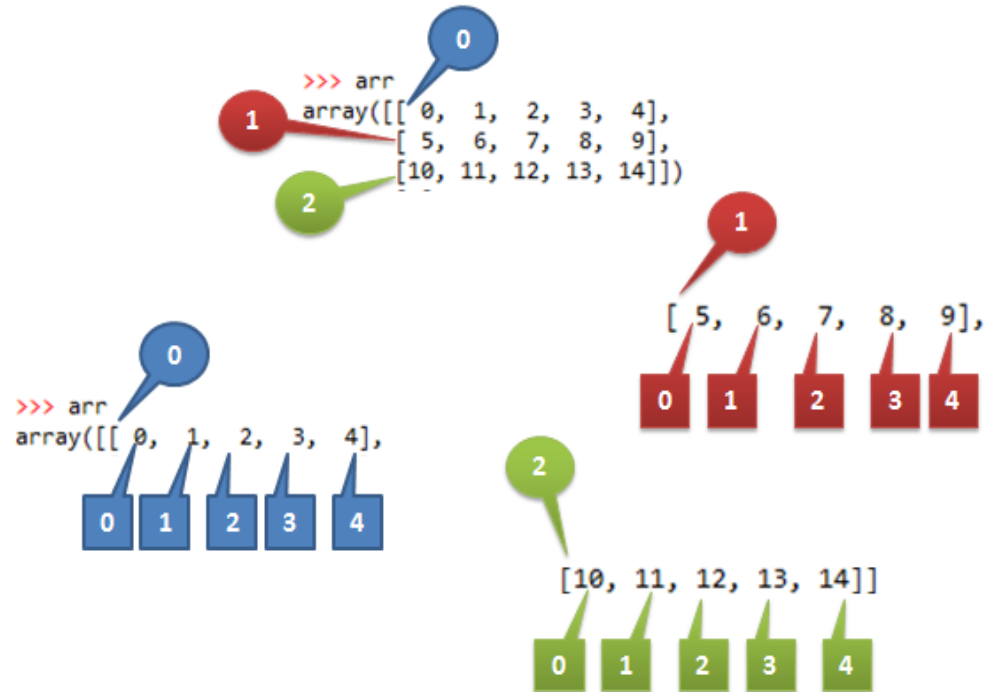 0
>>> arr
array([[ 0, 1, 2, 3, 4],
1
[ 5, 6, 7, 8, 9],
[10, 11, 12, 13, 14]])
2
1
[ 5, 6, 7, 8, 9],
0 1 2 3 4
0
>>> arr
array([[ 0, 1, 2, 3, 4],
0 1 2 3 4
2
[10, 11, 12, 13, 14]]
0 1 2 3 4